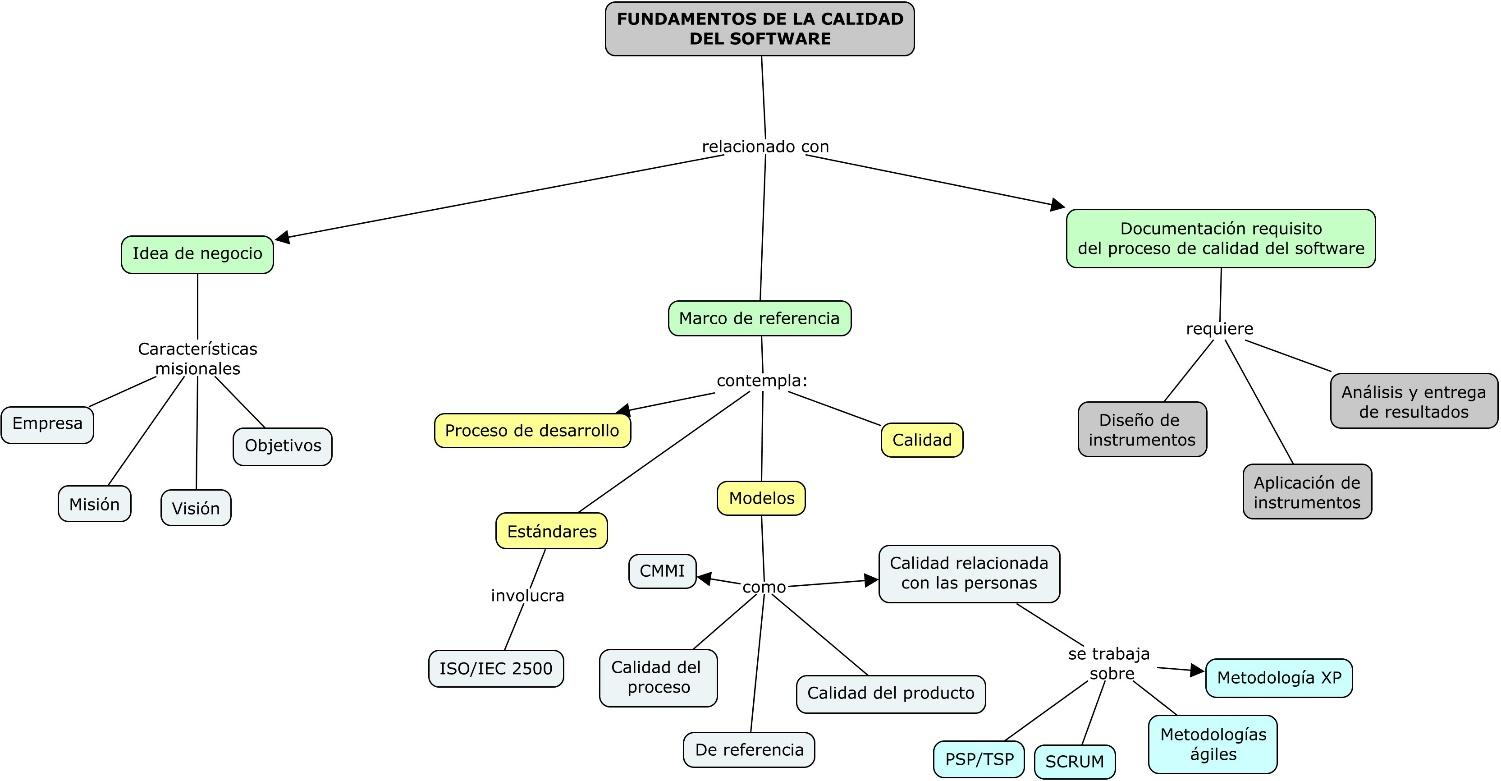 FUNDAMENTOS DE LA CALIDAD
DEL SOFTWARE
relacionado con
Idea de negocio
Características
misionales
Empresa
Misión
Visión
Objetivos
Marco de referencia
contempla:
Proceso de desarrollo
Estándares
involucra
ISO/IEC 2500
Modelos
como
CMMI
Calidad del
proceso
De referencia
Calidad del producto
Calidad relacionada
con las personas
se trabaja
sobre
PSP/TSP
SCRUM
Metodologías
ágiles
Metodología XP
Calidad
Documentación requisito
del proceso de calidad del software
requiere
Diseño de
instrumentos
Aplicación de
instrumentos
Análisis y entrega
de resultados